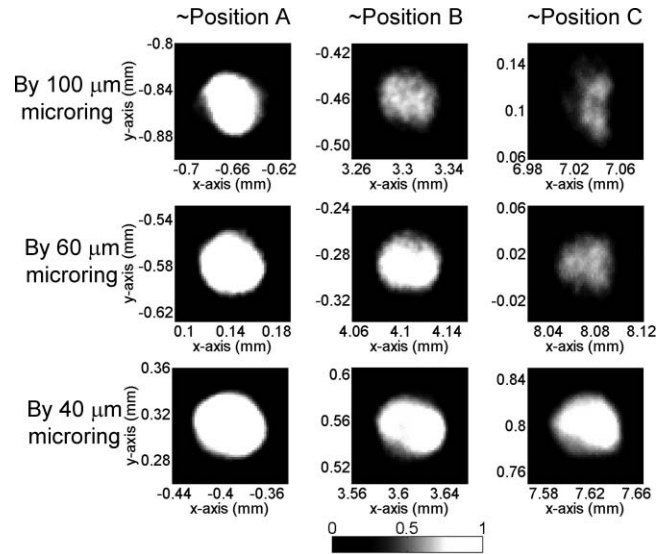 ~Position A ~Position B ~Position C
By 100 μm microring
y-axis (mm)
-0.8
-0.84
-0.88
-0.7 -0.66 -0.62
x-axis (mm)
-0.42
-0.46
-0.50
3.26 3.3 3.34
x-axis (mm)
0.14
0.1
0.06
6.98 7.02 7.06
x-axis (mm)
By 60 μm microring
y-axis (mm)
-0.54
-0.58
-0.62
0.1 0.14 0.18
x-axis (mm)
-0.24
-0.28
-0.32
4.06 4.1 4.14
x-axis (mm)
0.06
0.02
-0.02
8.04 8.08 8.12
x-axis (mm)
By 40 μm microring
y-axis (mm)
0.36
0.32
0.28
-0.44 -0.4 -0.36
x-axis (mm)
0.6
0.56
0.52
3.56 3.6 3.64
x-axis (mm)
0.84
0.8
0.76
7.58 7.62 7.66
x-axis (mm)
0 0.5 1